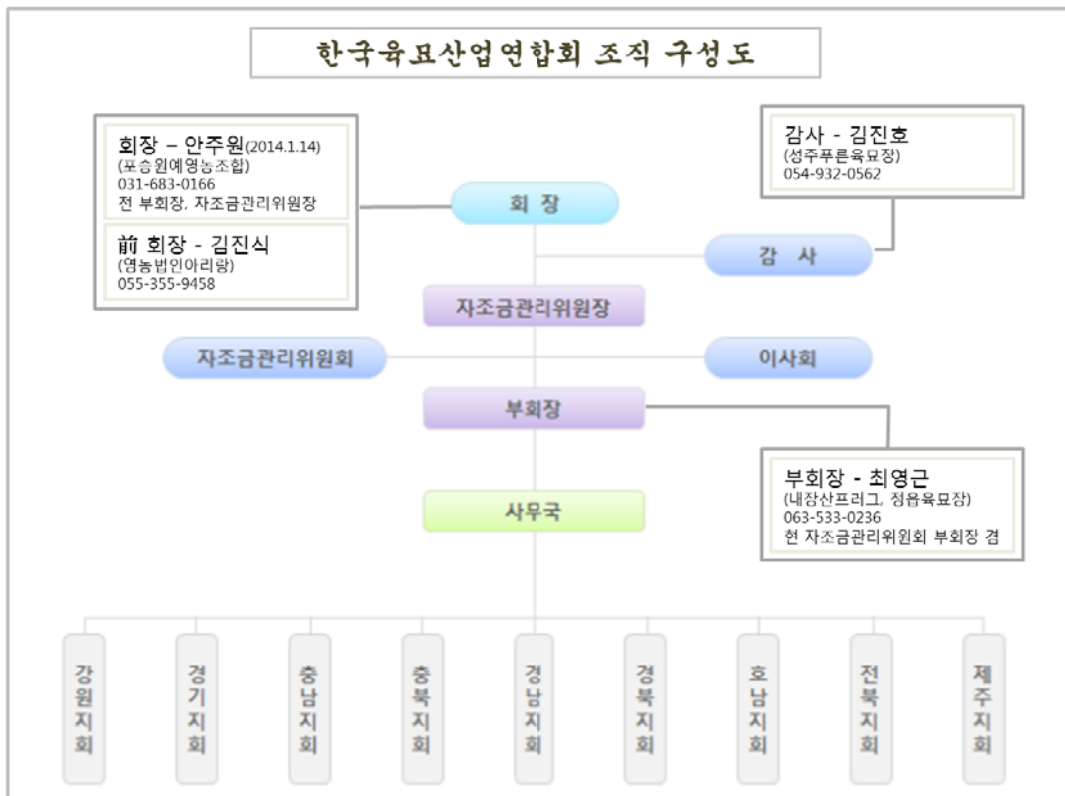 한국육묘산업연합회 조직 구성도
회장 – 안주원(2014.1.14)
(포승원예영농조합)
031-683-0166
전 부회장, 자조금관리위원장
前 회장 - 김진식
(영농법인아리랑)
055-355-9458
감사 - 김진호
(성주푸른육묘장)
054-932-0562
회 장
감 사
자조금관리위원장
자조금관리위원회
이사회
부회장
부회장 - 최영근
(내장산프러그, 정읍육묘장)
063-533-0236
현 자조금관리위원회 부회장 겸
사무국
강원지회
경기지회
충남지회
충북지회
경남지회
경북지회
호남지회
전북지회
제주지회